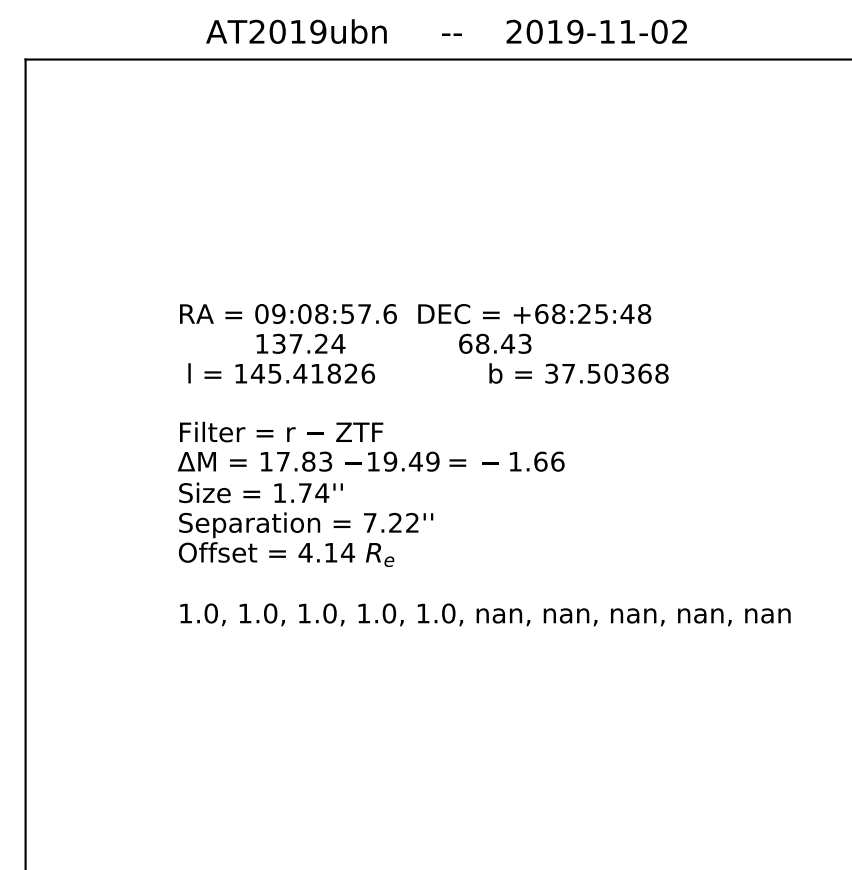 AT2019ubn -- 2019-11-02
RA = 09:08:57.6 DEC = +68:25:48
137.24 68.43
l = 145.41826 b = 37.50368
Filter = r − ZTF
ΔM = 17.83 −19.49 = − 1.66
Size = 1.74''
Separation = 7.22''
Offset = 4.14 Re
1.0, 1.0, 1.0, 1.0, 1.0, nan, nan, nan, nan, nan